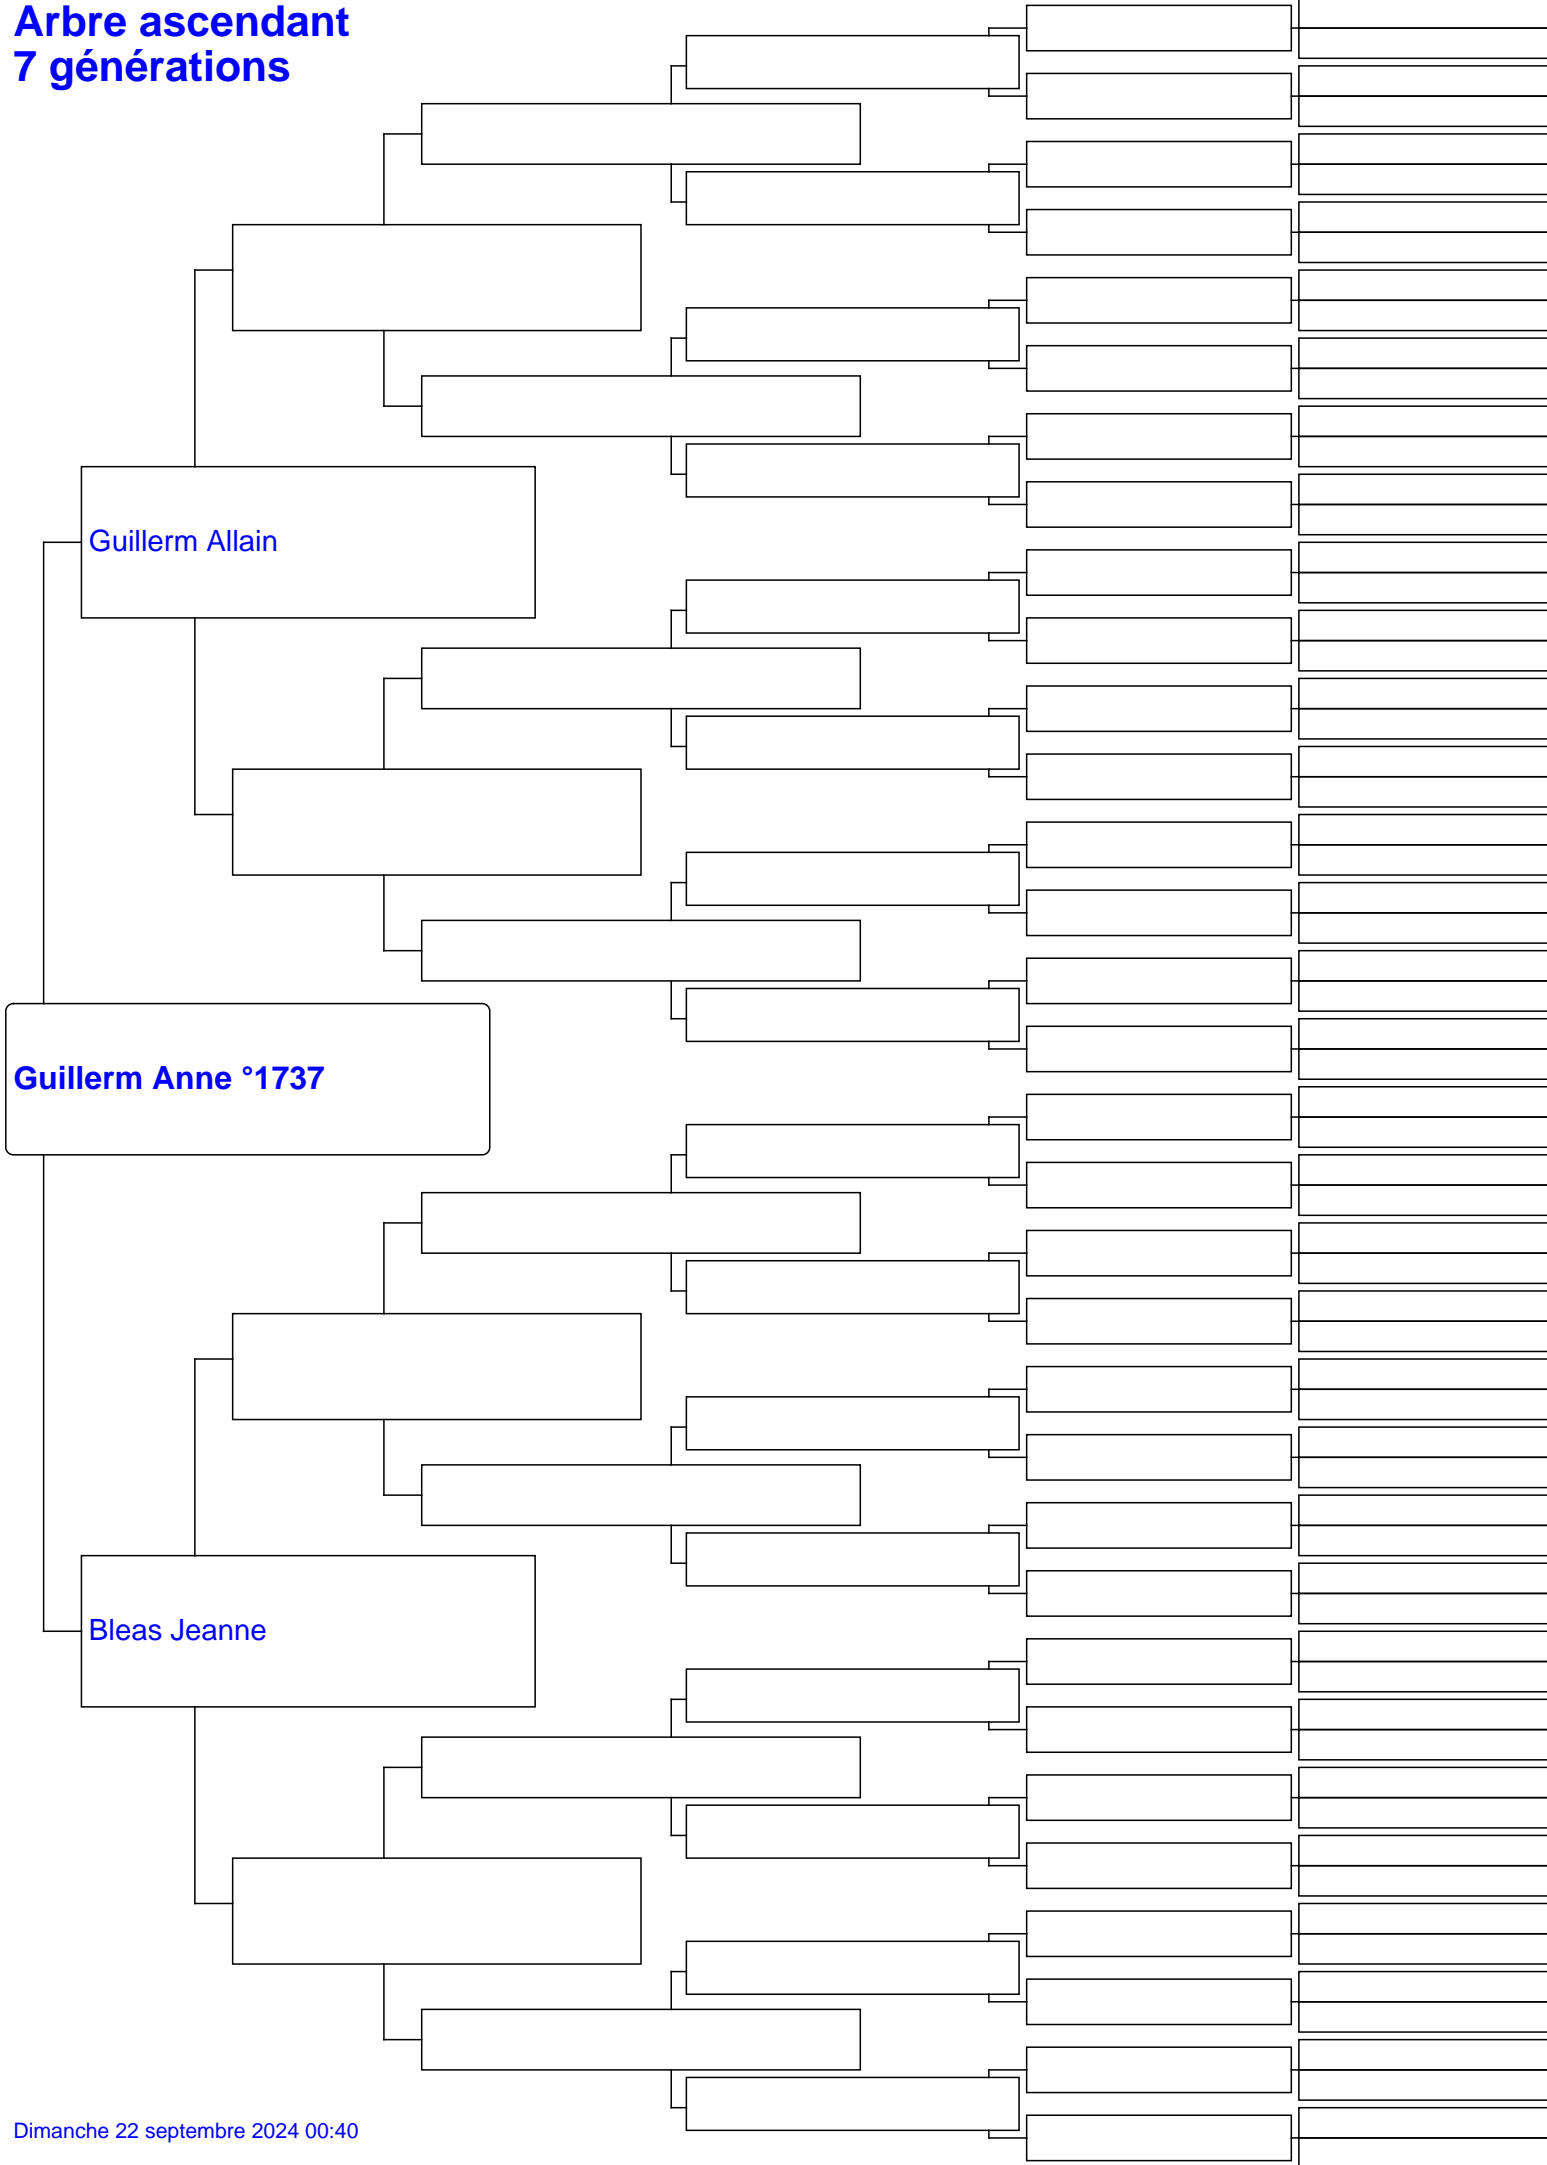 Arbre ascendant
7 générations
Guillerm Allain
Guillerm Anne °1737
Bleas Jeanne
Dimanche 22 septembre 2024 00:40